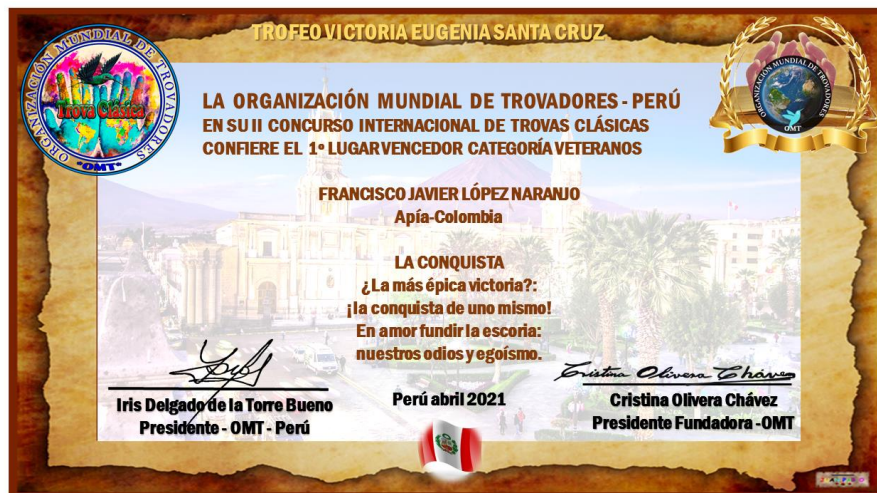 TROFEO VICTORIA EUGENIA SANTA CRUZ
ORGANIZACIÓN MUNDIAL DE TROVADORES
Trova Clásica
*OMT*
ORGANIZACIÓN MUNDIAL DE TROVADORES
OMT
LA ORGANIZACIÓN MUNDIAL DE TROVADORES - PERÚ
EN SU II CONCURSO INTERNACIONAL DE TROVAS CLÁSICAS
CONFIERE EL 1º LUGAR VENCEDOR CATEGORÍA VETERANOS
FRANCISCO JAVIER LÓPEZ NARANJO
Apía-Colombia
LA CONQUISTA
¿La más épica victoria?:
¡la conquista de uno mismo!
En amor fundir la escoria:
nuestros odios y egoísmo.
Cristina Olivera Chávez
Iris Delgado de la Torre Bueno
Presidente - OMT - Perú
Perú abril 2021
Cristina Olivera Chávez
Presidente Fundadora -OMT